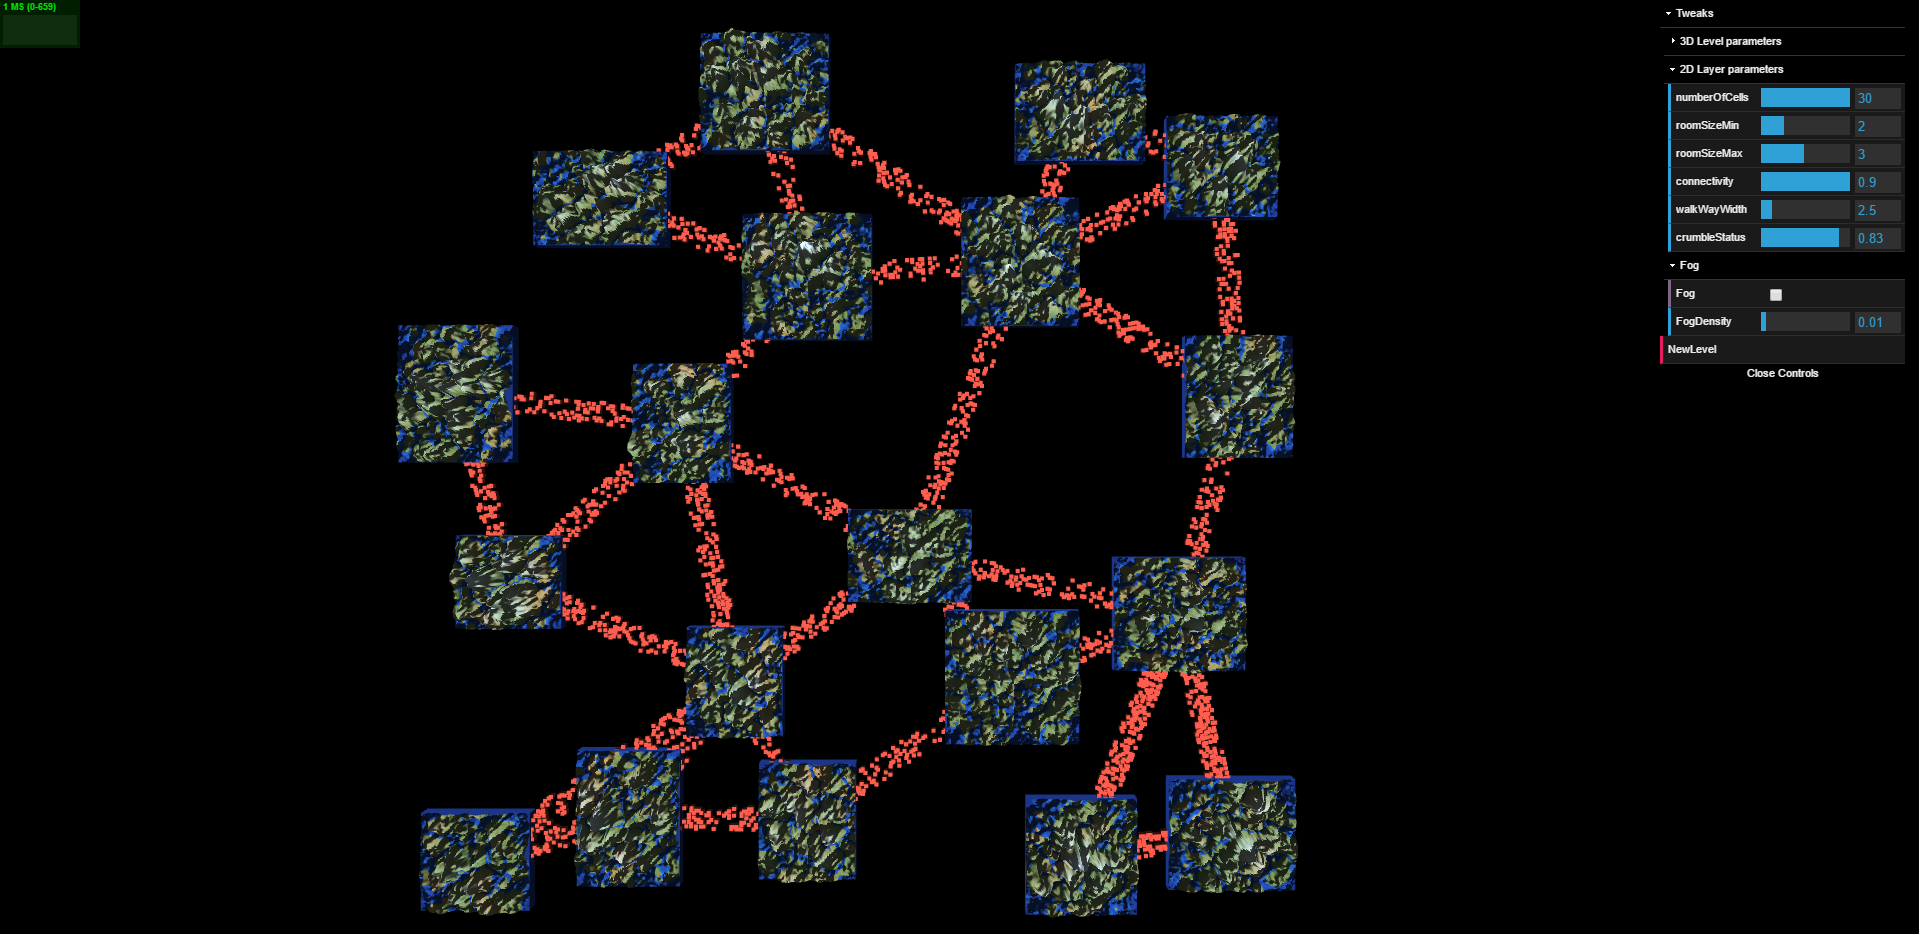 1 MS (0-659)
Tweaks
3D Level parameters
2D Layer parameters
numberOfCells 30
roomSizeMin 2
roomSizeMax 3
connectivity 0.9
walkWayWidth 2.5
crumbleStatus 0.83
Fog
Fog
FogDensity 0.01
NewLevel
Close Controls